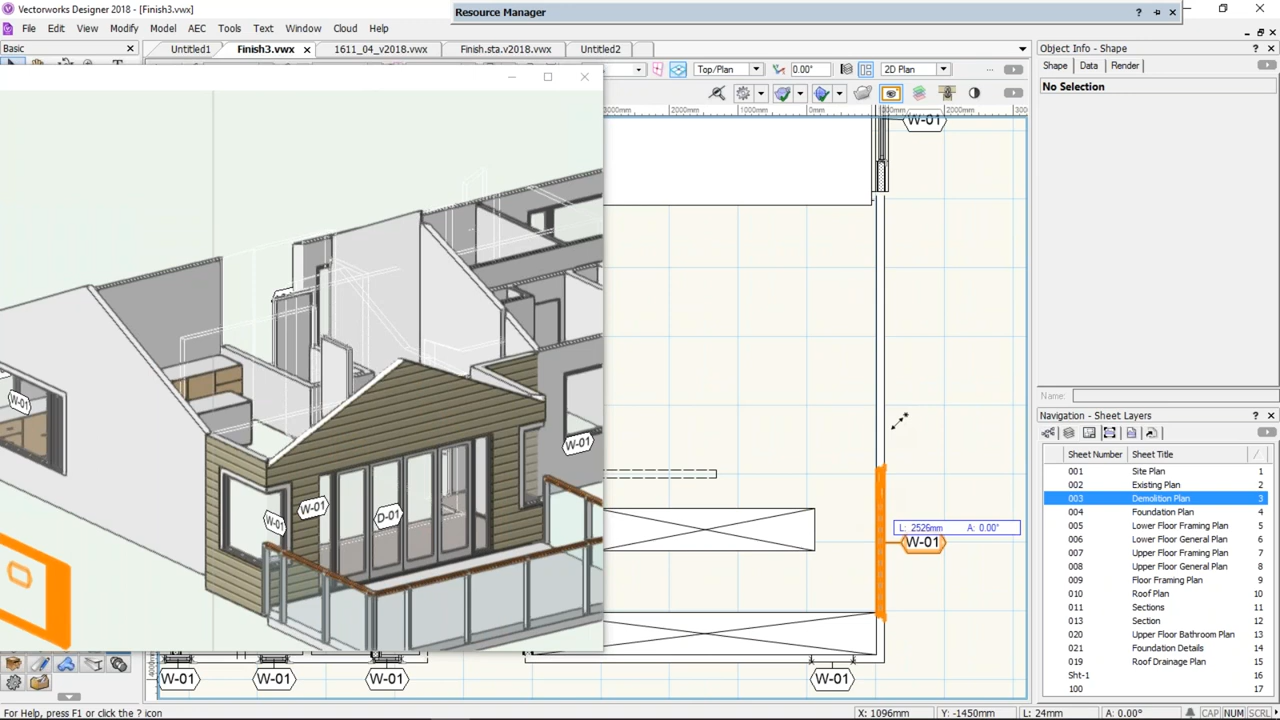 Vectorworks Designer 2018 - [Finish3.vwx]
Resource Manager
File Edit View Modify Model AEC Tools Text Window Cloud Help
Basic
Untitled1 Finish3.vwx 1611_04_v2018.vwx Finish.sta.v2018.vwx Untitled2
Object Info - Shape
Top/Plan 0.00° 2D Plan
Shape Data Render
No Selection
2000mm 1000mm 0mm 2000mm
W-01
W-01
W-01
W-01
W-01
D-01
L: 2526mm A: 0.00°
W-01
W-01 W-01 W-01 W-01
Name:
Navigation - Sheet Layers
Sheet Number Sheet Title
001 Site Plan 1
002 Existing Plan 2
003 Demolition Plan 3
004 Foundation Plan 4
005 Lower Floor Framing Plan 5
006 Lower Floor General Plan 6
007 Upper Floor Framing Plan 7
008 Upper Floor General Plan 8
009 Floor Framing Plan 9
010 Roof Plan 10
011 Sections 11
013 Section 12
020 Upper Floor Bathroom Plan 13
021 Foundation Details 14
019 Roof Drainage Plan 15
Sht-1 16
100 17
For Help, press F1 or click the ? icon
X: 1096mm Y: -1450mm L: 24mm A: 0.00° CAP NUM SCRL